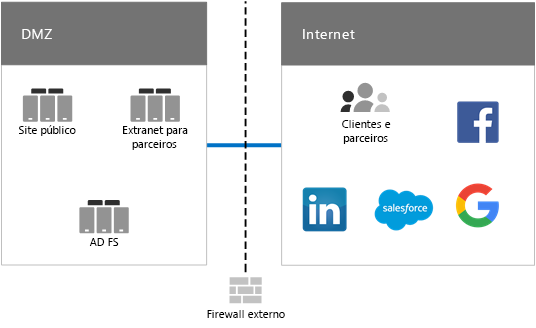 DMZ
Internet
Site público
Extranet para
parceiros
AD FS
Clientes e
parceiros
f
in
salesforce
G
Firewall externo